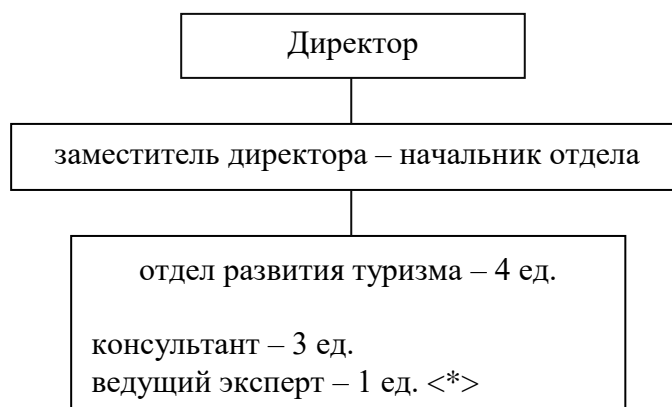 Директор
заместитель директора – начальник отдела
отдел развития туризма – 4 ед.
консультант – 3 ед.
ведущий эксперт – 1 ед. <*>